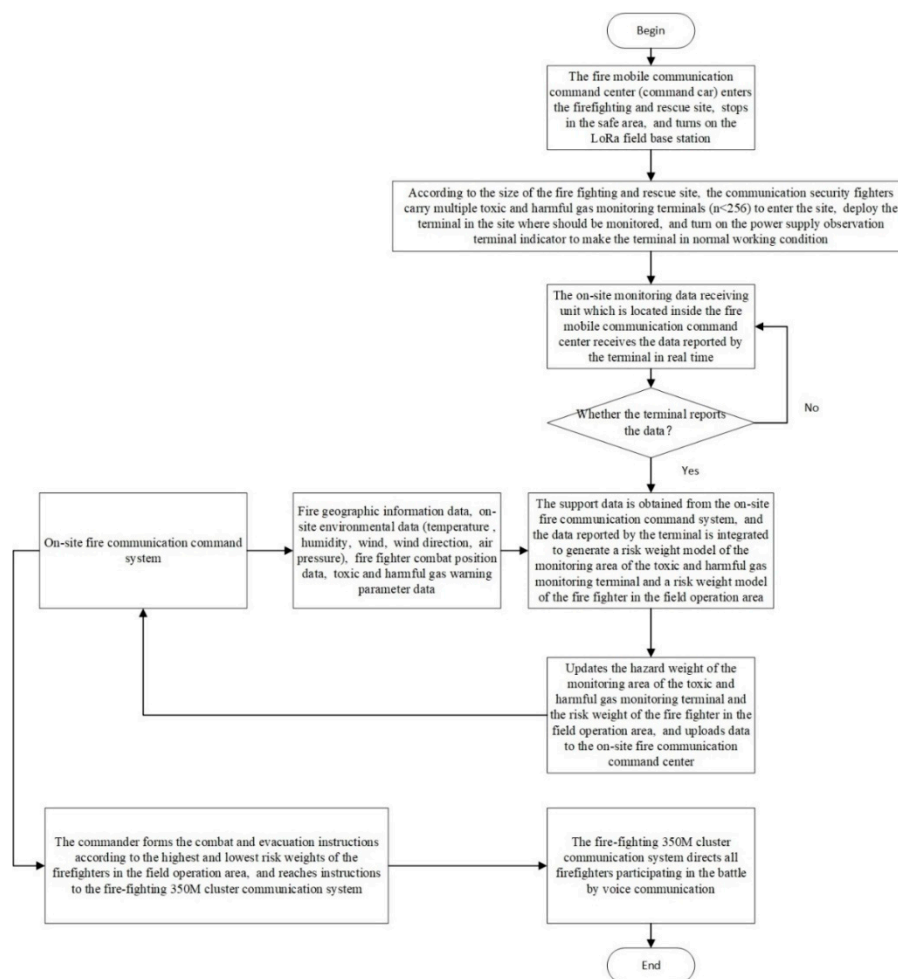 Begin
The fire mobile communication
command center (command car) enters
the firefighting and rescue site, stops
in the safe area, and turns on the
LoRa field base station
According to the size of the fire fighting and rescue site, the communication security fighters
carry multiple toxic and harmful gas monitoring terminals (n<256) to enter the site, deploy the
terminal in the site where should be monitored, and turn on the power supply observation
terminal indicator to make the terminal in normal working condition
The on-site monitoring data receiving
unit which is located inside the fire
mobile communication command
center receives the data reported by
the terminal in real time
Whether the terminal reports
the data?
No
Yes
On-site fire communication command
system
Fire geographic information data, on-
site environmental data (temperature ,
humidity, wind, wind direction, air
pressure), fire fighter combat position
data, toxic and harmful gas warning
parameter data
The support data is obtained from the on-site
fire communication command system, and
the data reported by the terminal is integrated
to generate a risk weight model of the
monitoring area of the toxic and harmful gas
monitoring terminal and a risk weight model
of the fire fighter in the field operation area
Updates the hazard weight of the
monitoring area of the toxic and
harmful gas monitoring terminal and
the risk weight of the fire fighter in the
field operation area, and uploads data
to the on-site fire communication
command center
The commander forms the combat and evacuation instructions
according to the highest and lowest risk weights of the
firefighters in the field operation area, and reaches instructions
to the fire-fighting 350M cluster communication system
The fire-fighting 350M cluster
communication system directs all
firefighters participating in the battle
by voice communication
End